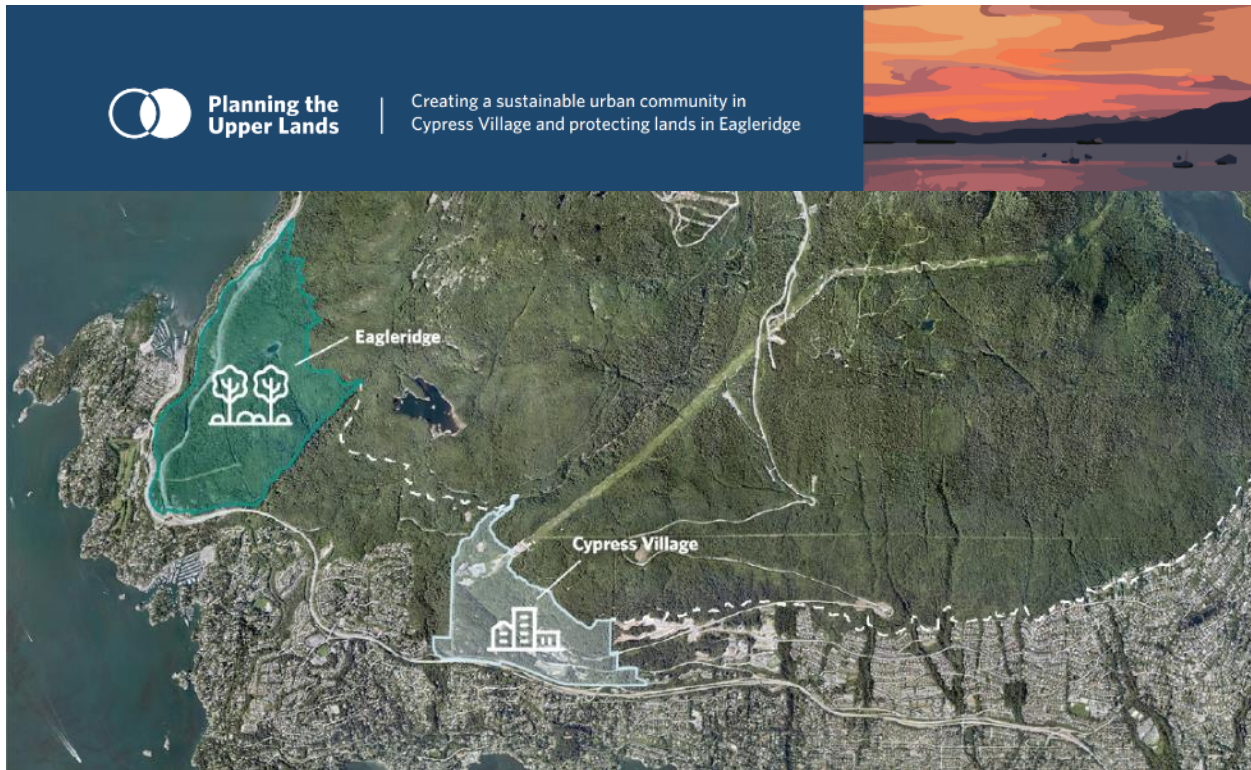 Planning the
Upper Lands
Creating a sustainable urban community in
Cypress Village and protecting lands in Eagleridge
Eagleridge
Cypress Village